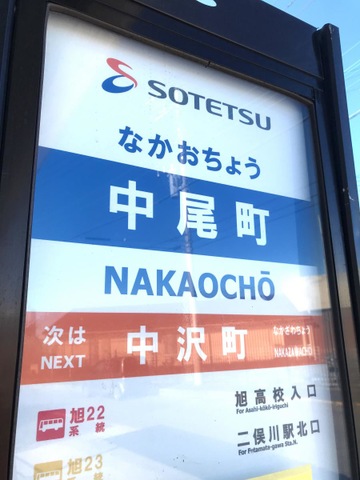 SOTETSU
なかおちょう
中尾町
NAKAOCHŌ
次は 中沢町 なかざわちょう
NEXT NAKAZAWACHŌ
旭22 旭高校入口
系統 For Asahi-kōkō-iriguchi
二俣川駅北口
旭23 For Futamata-gawa Sta.N.
系統